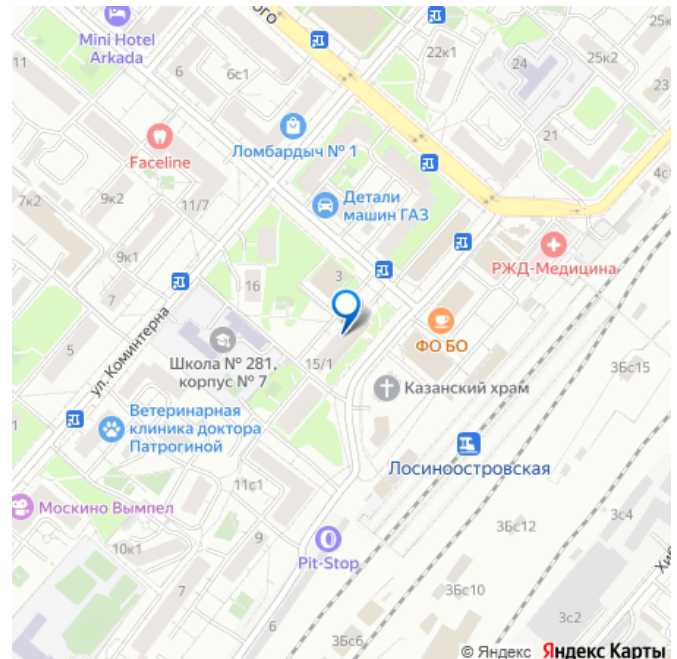 Mini Hotel
Arkada
ого
22к1
25к
25к2
24
23
11
6
6с1
21
Ломбардыч № 1
Faceline
4с
7к2
9к2
11/7
Детали
машин ГАЗ
РЖД-Медицина
9к1
3
16
7
5
ул. Коминтерна
ФО БО
Школа № 281,
корпус № 7
15/1
3Бс15
Казанский храм
Ветеринарная
клиника доктора
Патрогиной
Лосиноостровская
11с1
Москино Вымпел
3с4
3Бс12
10к1
9
Pit-Stop
Хиб
7
3Бс10
6
3Бс6
3с2
© Яндекс Яндекс Карты